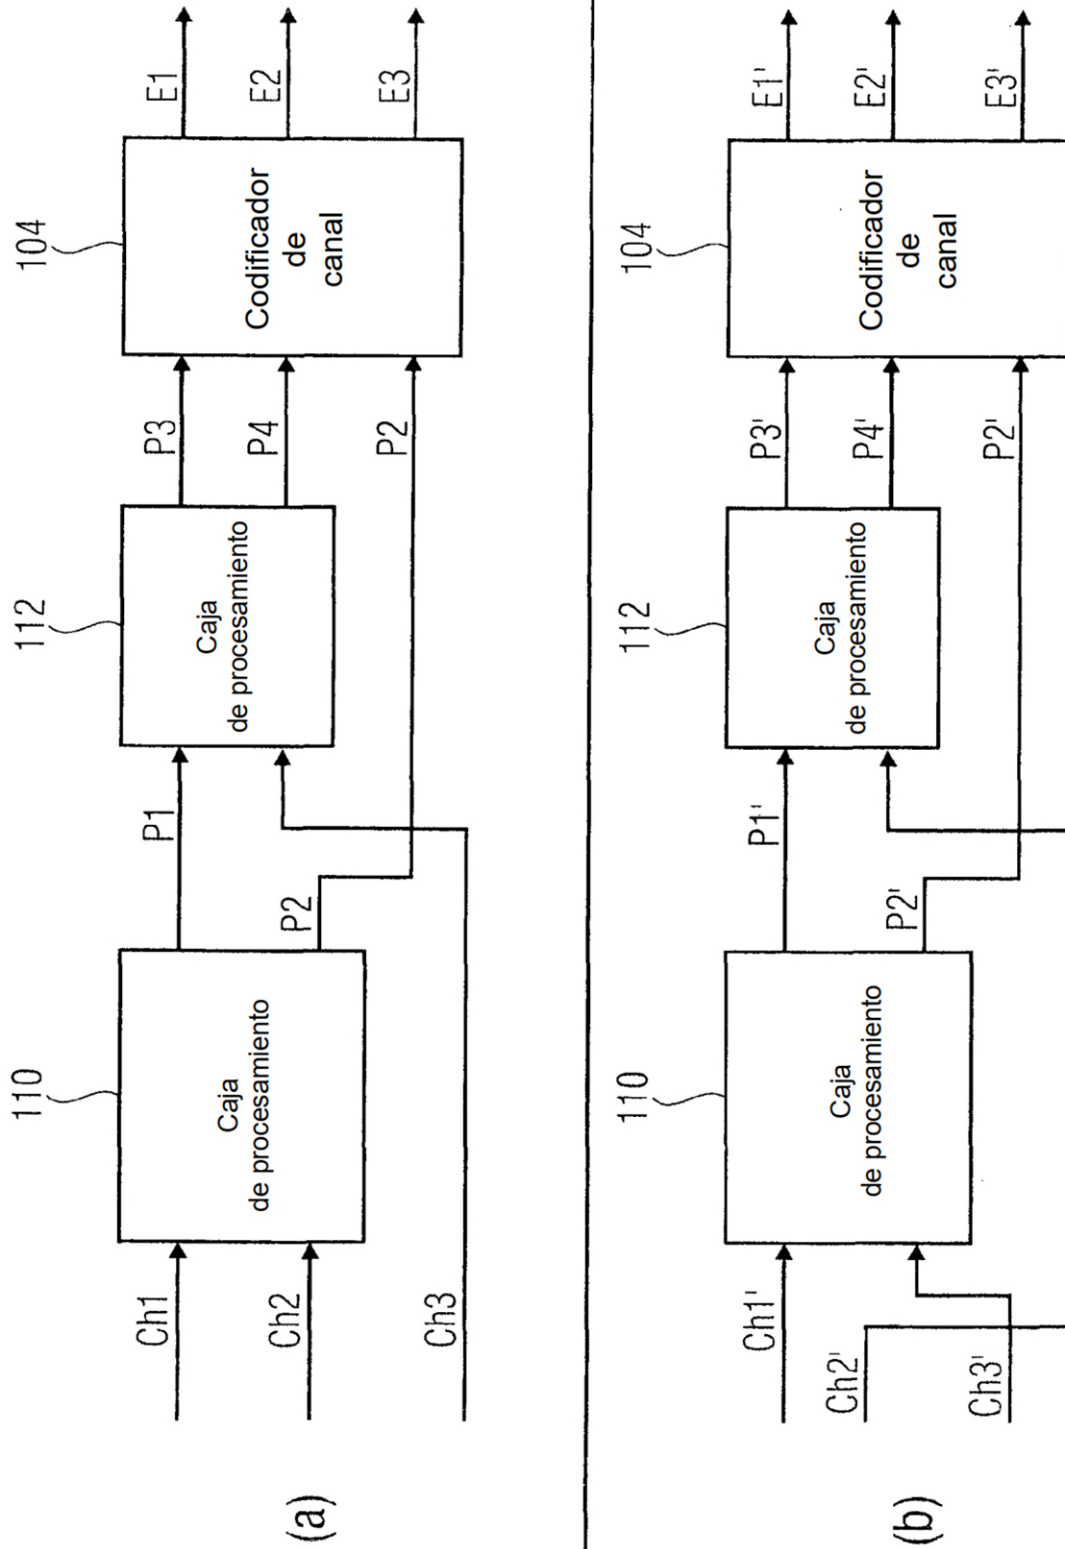 (a)
Ch1
Ch2
Ch3
110
Caja
de procesamiento
P1
P2
112
Caja
de procesamiento
P3
P4
P2
104
Codificador
de
canal
E1
E2
E3
(b)
Ch1'
Ch2'
Ch3'
110
Caja
de procesamiento
P1'
P2'
112
Caja
de procesamiento
P3'
P4'
P2'
104
Codificador
de
canal
E1'
E2'
E3'